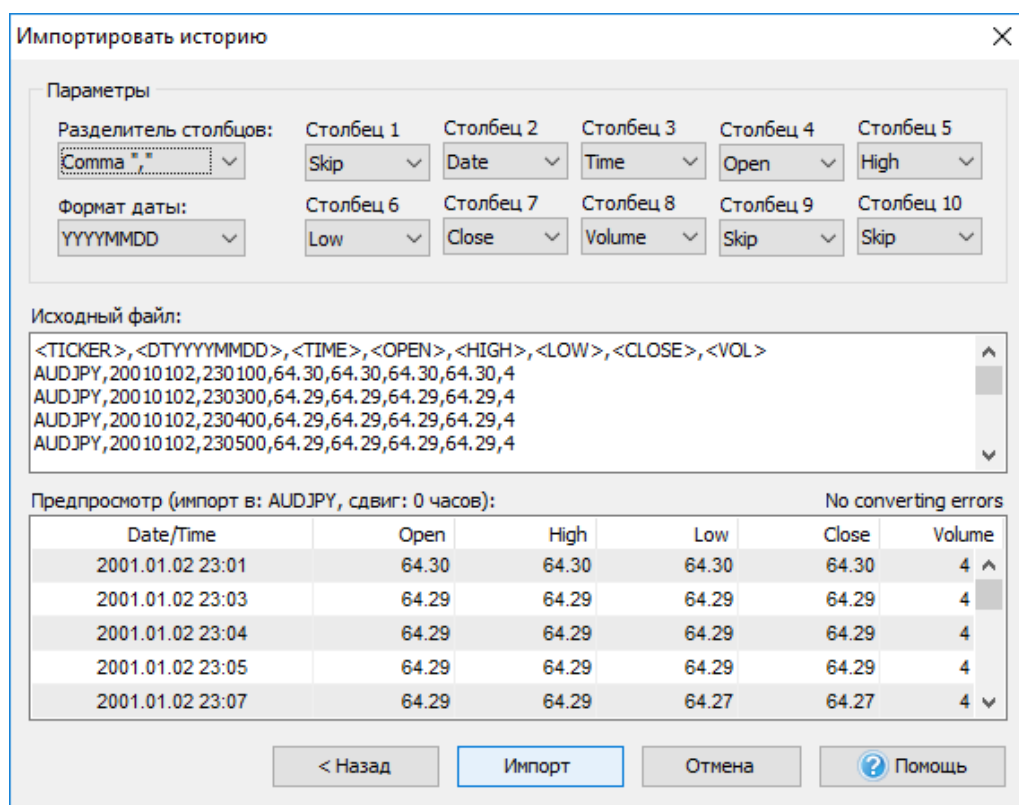 Импортировать историю
Параметры
Разделитель столбцов: Столбец 1 Столбец 2 Столбец 3 Столбец 4 Столбец 5
Comma "," Skip Date Time Open High
Формат даты: Столбец 6 Столбец 7 Столбец 8 Столбец 9 Столбец 10
YYYYMMDD Low Close Volume Skip Skip
Исходный файл:
<TICKER>,<DTYYYYMMDD>,<TIME>,<OPEN>,<HIGH>,<LOW>,<CLOSE>,<VOL>
AUDJPY,20010102,230100,64.30,64.30,64.30,64.30,4
AUDJPY,20010102,230300,64.29,64.29,64.29,64.29,4
AUDJPY,20010102,230400,64.29,64.29,64.29,64.29,4
AUDJPY,20010102,230500,64.29,64.29,64.29,64.29,4
Предпросмотр (импорт в: AUDJPY, сдвиг: 0 часов): No converting errors
Date/Time Open High Low Close Volume
2001.01.02 23:01 64.30 64.30 64.30 64.30 4
2001.01.02 23:03 64.29 64.29 64.29 64.29 4
2001.01.02 23:04 64.29 64.29 64.29 64.29 4
2001.01.02 23:05 64.29 64.29 64.29 64.29 4
2001.01.02 23:07 64.29 64.29 64.27 64.27 4
< Назад Импорт Отмена ? Помощь